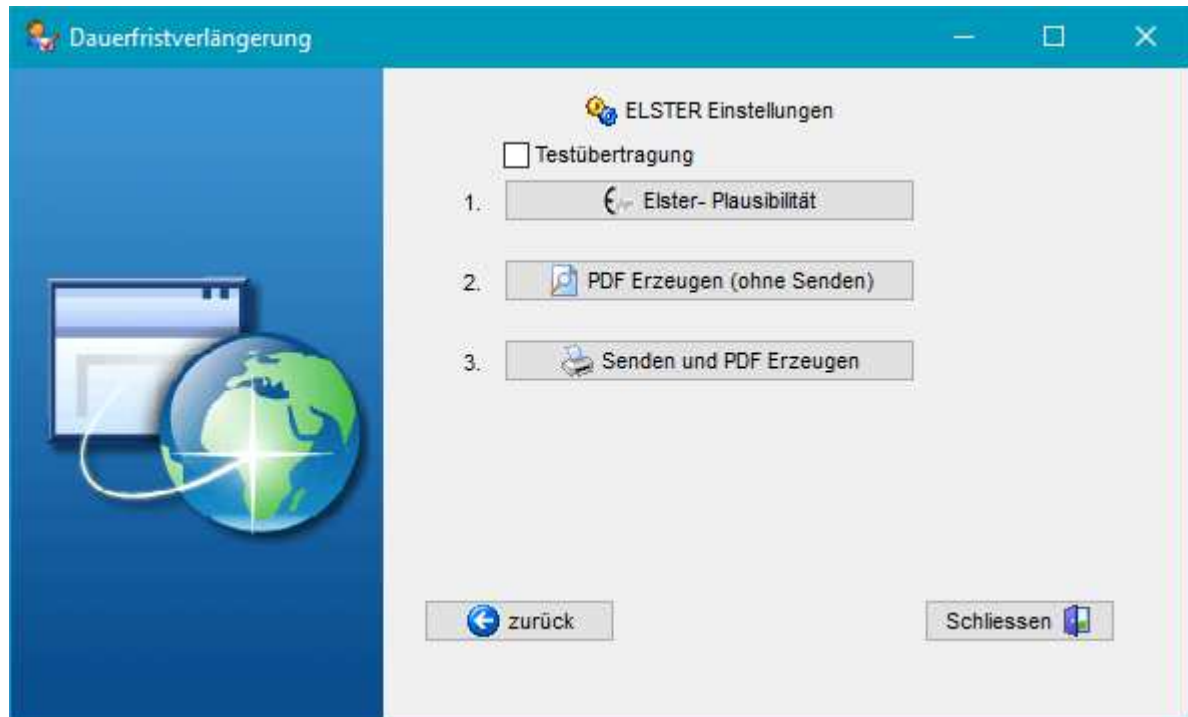 Dauerfristverlängerung
ELSTER Einstellungen
Testübertragung
1. Elster- Plausibilität
2. PDF Erzeugen (ohne Senden)
3. Senden und PDF Erzeugen
zurück Schliessen